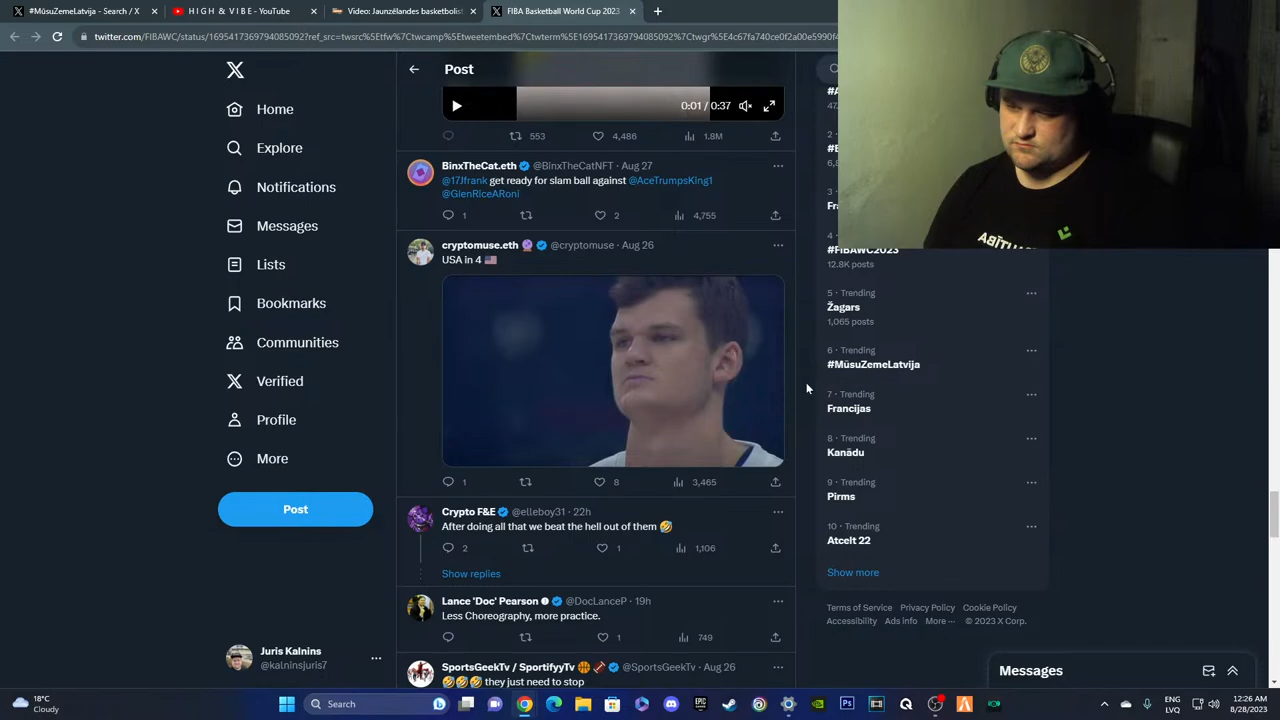 #MūsuZemeLatvija - X
H I G H & V I B E - YouTube
Video: Jaunzēlandes basketbolist
FIBA Basketball World Cup 2023
twitter.com/FIBAWC/status/1695417369794085092?ref_src=twsrc%5Etfw%7Ctwcamp%5Etweetembed%7Ctwterm%5E1695417369794085092%7Ctwgr%5E4c67fa740ce0f2a00e5990f4
Home
Explore
Notifications
Messages
Lists
Bookmarks
Communities
Verified
Profile
More
Post
Juris Kalnins
@kalninsjuris7
Post
0:01 / 0:37
553 4,486 1.8M
BinxTheCat.eth @BinxTheCatNFT · Aug 27
@17Jfrank get ready for slam ball against @AceTrumpsK1ng1
@GlenRiceARoni
1 2 4,755
cryptomuse.eth @cryptomuse · Aug 26
USA in 4 🇺🇸
1 8 3,465
Crypto F&E @elleboy31 · 22h
After doing all that we beat the hell out of them 🤣
2 1 1,106
Show replies
Lance 'Doc' Pearson @DocLanceP · 19h
Less Choreography, more practice.
1 749
SportsGeekTv / SportifyyTv 🏀 @SportsGeekTv · Aug 26
🤣🤣🤣 they just need to stop
#FIBAWC2023
12.8K posts
5 · Trending
Žagars
1,065 posts
6 · Trending
#MūsuZemeLatvija
7 · Trending
Francijas
8 · Trending
Kanādu
9 · Trending
Pirms
10 · Trending
Atcelt 22
Show more
Terms of Service Privacy Policy Cookie Policy
Accessibility Ads info More ··· © 2023 X Corp.
Messages
18°C
Cloudy
Search
ENG
LVQ
12:26 AM
8/28/2023